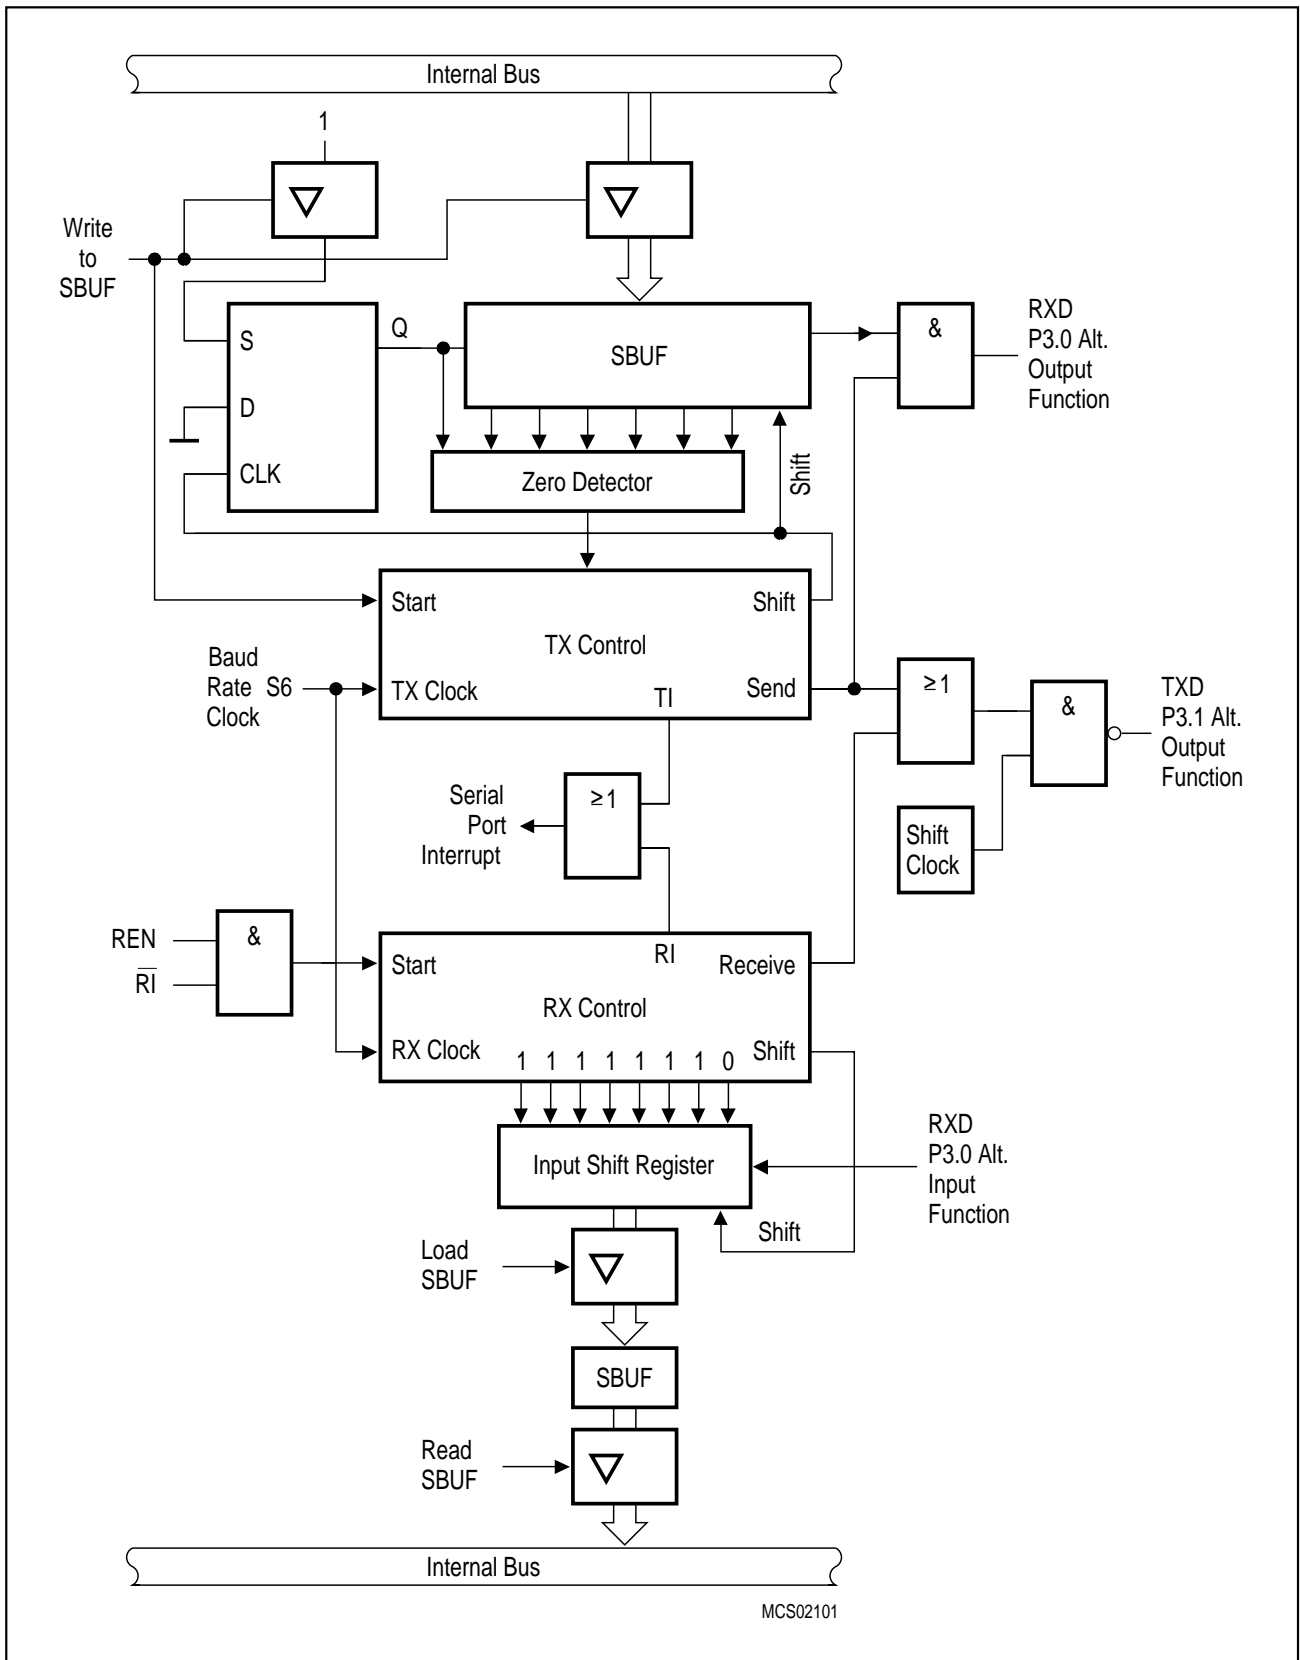 Internal Bus
1
Write
to
SBUF
S
D
CLK
Q
SBUF
&
RXD
P3.0 Alt.
Output
Function
Zero Detector
Shift
Start
Shift
TX Control
Baud
Rate S6
Clock
TX Clock
TI
Send
≥1
&
TXD
P3.1 Alt.
Output
Function
Serial
Port
Interrupt
≥1
Shift
Clock
REN
R̅I̅
&
Start
RI
Receive
RX Control
RX Clock
1 1 1 1 1 1 1 0
Shift
Input Shift Register
RXD
P3.0 Alt.
Input
Function
Shift
Load
SBUF
SBUF
Read
SBUF
Internal Bus
MCS02101